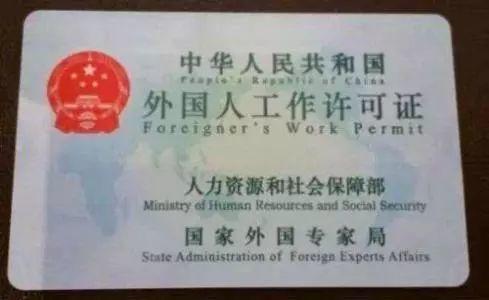 中华人民共和国
People's Republic of China
外国人工作许可证
Foreigner's Work Permit
人力资源和社会保障部
Ministry of Human Resources and Social Security
国家外国专家局
State Administration of Foreign Experts Affairs